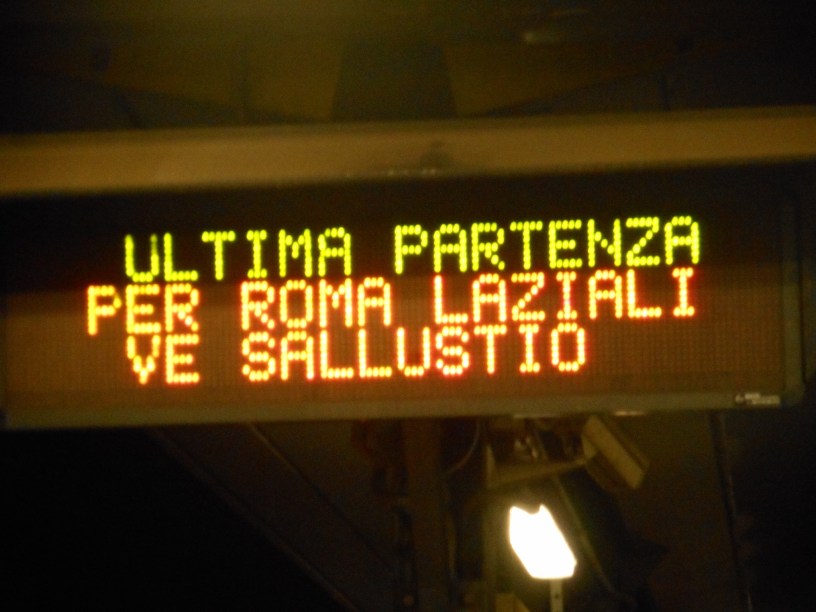 ULTIMA PARTENZA
PER ROMA LAZIALI
VE SALLUSTIO